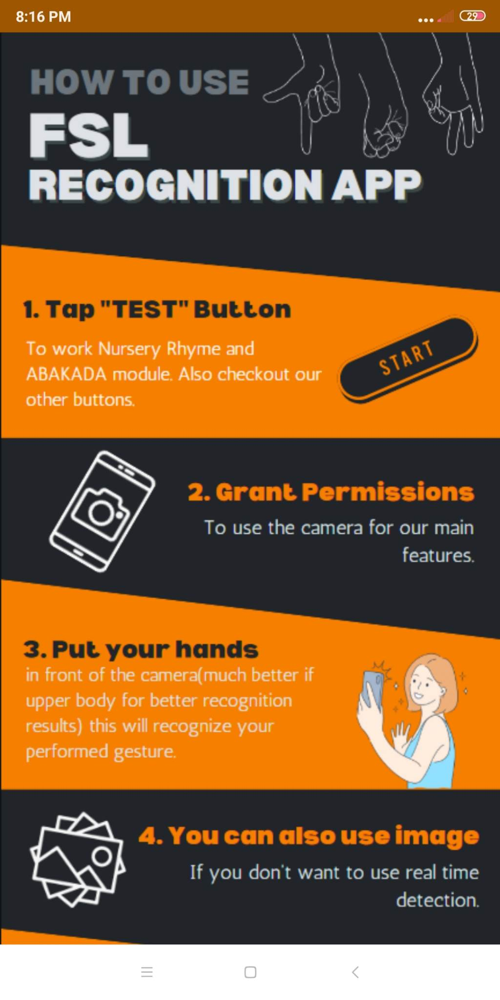 8:16 PM
29
HOW TO USE
FSL
RECOGNITION APP
1. Tap "TEST" Button
To work Nursery Rhyme and
ABAKADA module. Also checkout our
other buttons.
START
2. Grant Permissions
To use the camera for our main
features.
3. Put your hands
in front of the camera(much better if
upper body for better recognition
results) this will recognize your
performed gesture.
4. You can also use image
If you don't want to use real time
detection.